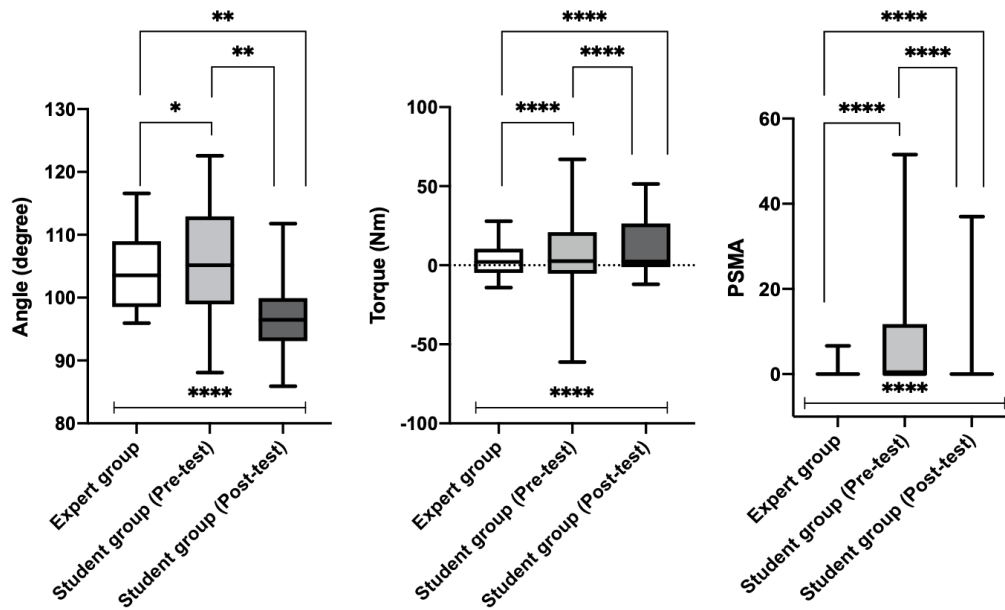 **
**
*
130
120
110
100
90
80
Angle (degree)
****
Expert group
Student group (Pre-test)
Student group (Post-test)
****
****
****
100
50
0
-50
-100
Torque (Nm)
****
Expert group
Student group (Pre-test)
Student group (Post-test)
****
****
****
60
40
20
0
PSMA
****
Expert group
Student group (Pre-test)
Student group (Post-test)